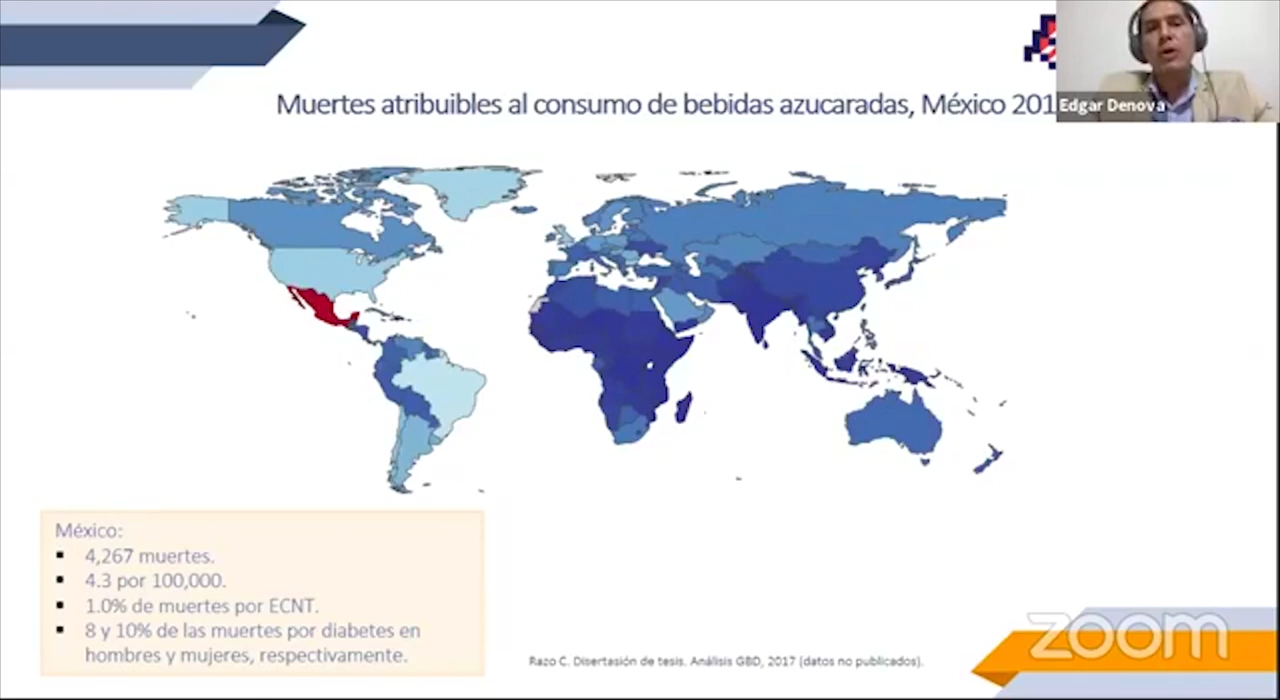 Muertes atribuibles al consumo de bebidas azucaradas, México 201
Edgar Denova
México:
▪ 4,267 muertes.
▪ 4.3 por 100,000.
▪ 1.0% de muertes por ECNT.
▪ 8 y 10% de las muertes por diabetes en
hombres y mujeres, respectivamente.
Razo C. Disertasión de tesis. Análisis GBD, 2017 (datos no publicados).
zoom